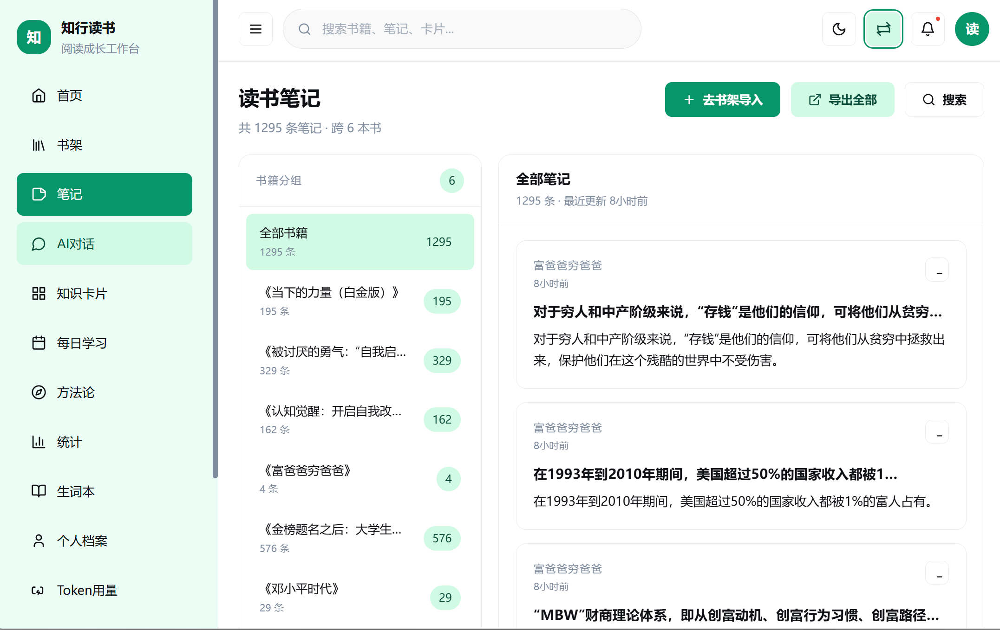 知
知行读书
阅读成长工作台
首页
书架
笔记
AI对话
知识卡片
每日学习
方法论
统计
生词本
个人档案
Token用量
搜索书籍、笔记、卡片...
读
读书笔记
共 1295 条笔记 · 跨 6 本书
去书架导入
导出全部
搜索
书籍分组
6
全部书籍
1295 条
1295
《当下的力量（白金版）》
195 条
195
《被讨厌的勇气：“自我启...
329 条
329
《认知觉醒：开启自我改...
162 条
162
《富爸爸穷爸爸》
4 条
4
《金榜题名之后：大学生...
576 条
576
《邓小平时代》
29 条
29
全部笔记
1295 条 · 最近更新 8小时前
富爸爸穷爸爸
8小时前
对于穷人和中产阶级来说，“存钱”是他们的信仰，可将他们从贫穷...
对于穷人和中产阶级来说，“存钱”是他们的信仰，可将他们从贫穷中拯救出
来，保护他们在这个残酷的世界中不受伤害。
富爸爸穷爸爸
8小时前
在1993年到2010年期间，美国超过50%的国家收入都被1...
在1993年到2010年期间，美国超过50%的国家收入都被1%的富人占有。
富爸爸穷爸爸
8小时前
“MBW”财商理论体系，即从创富动机、创富行为习惯、创富路径...